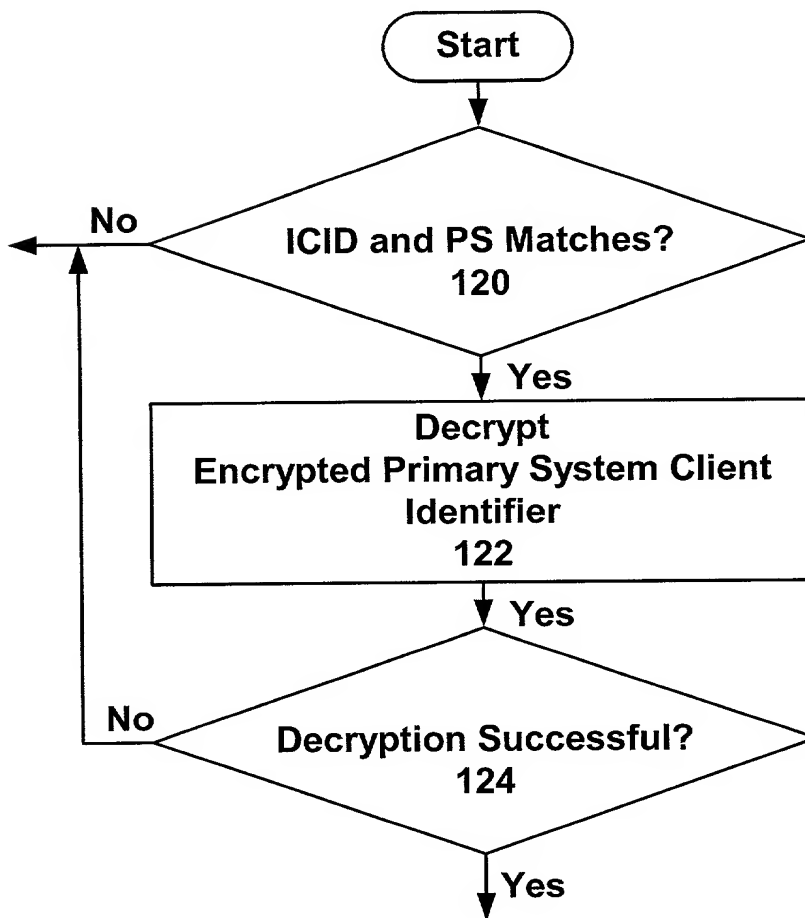 Start
No
ICID and PS Matches?
120
Yes
Decrypt
Encrypted Primary System Client
Identifier
122
Yes
No
Decryption Successful?
124
Yes